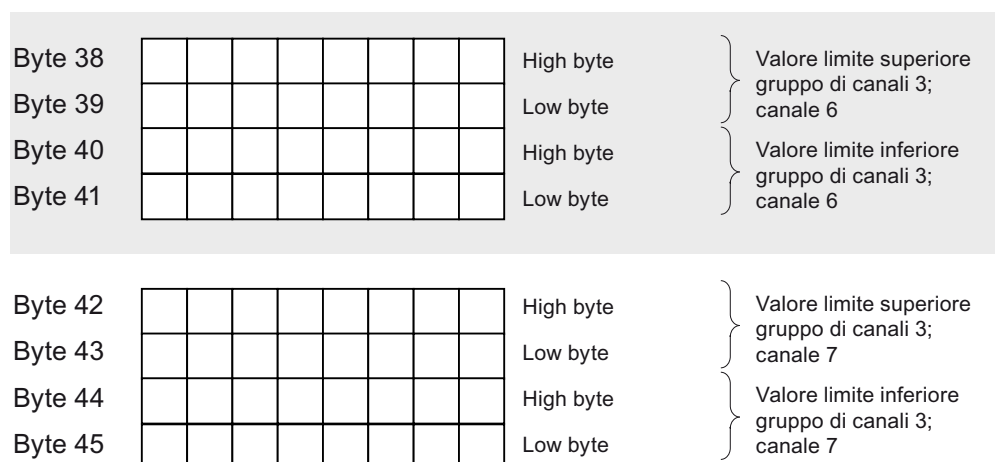 Byte 38
High byte
Valore limite superiore
gruppo di canali 3;
canale 6
Byte 39
Low byte
Byte 40
High byte
Valore limite inferiore
gruppo di canali 3;
canale 6
Byte 41
Low byte
Byte 42
High byte
Valore limite superiore
gruppo di canali 3;
canale 7
Byte 43
Low byte
Byte 44
High byte
Valore limite inferiore
gruppo di canali 3;
canale 7
Byte 45
Low byte